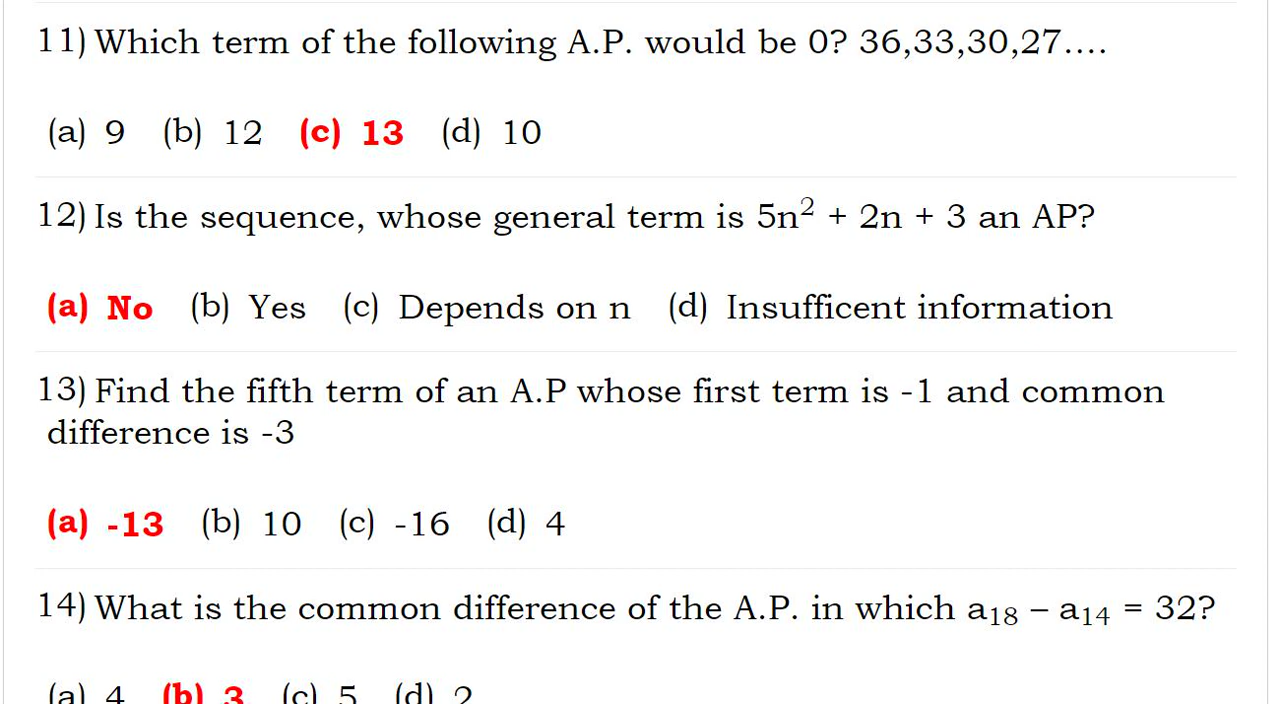 11) Which term of the following A.P. would be 0? 36,33,30,27....
(a) 9 (b) 12 (c) 13 (d) 10
12) Is the sequence, whose general term is 5n² + 2n + 3 an AP?
(a) No (b) Yes (c) Depends on n (d) Insufficent information
13) Find the fifth term of an A.P whose first term is -1 and common
difference is -3
(a) -13 (b) 10 (c) -16 (d) 4
14) What is the common difference of the A.P. in which a₁₈ – a₁₄ = 32?
(a) 4 (b) 3 (c) 5 (d) 2